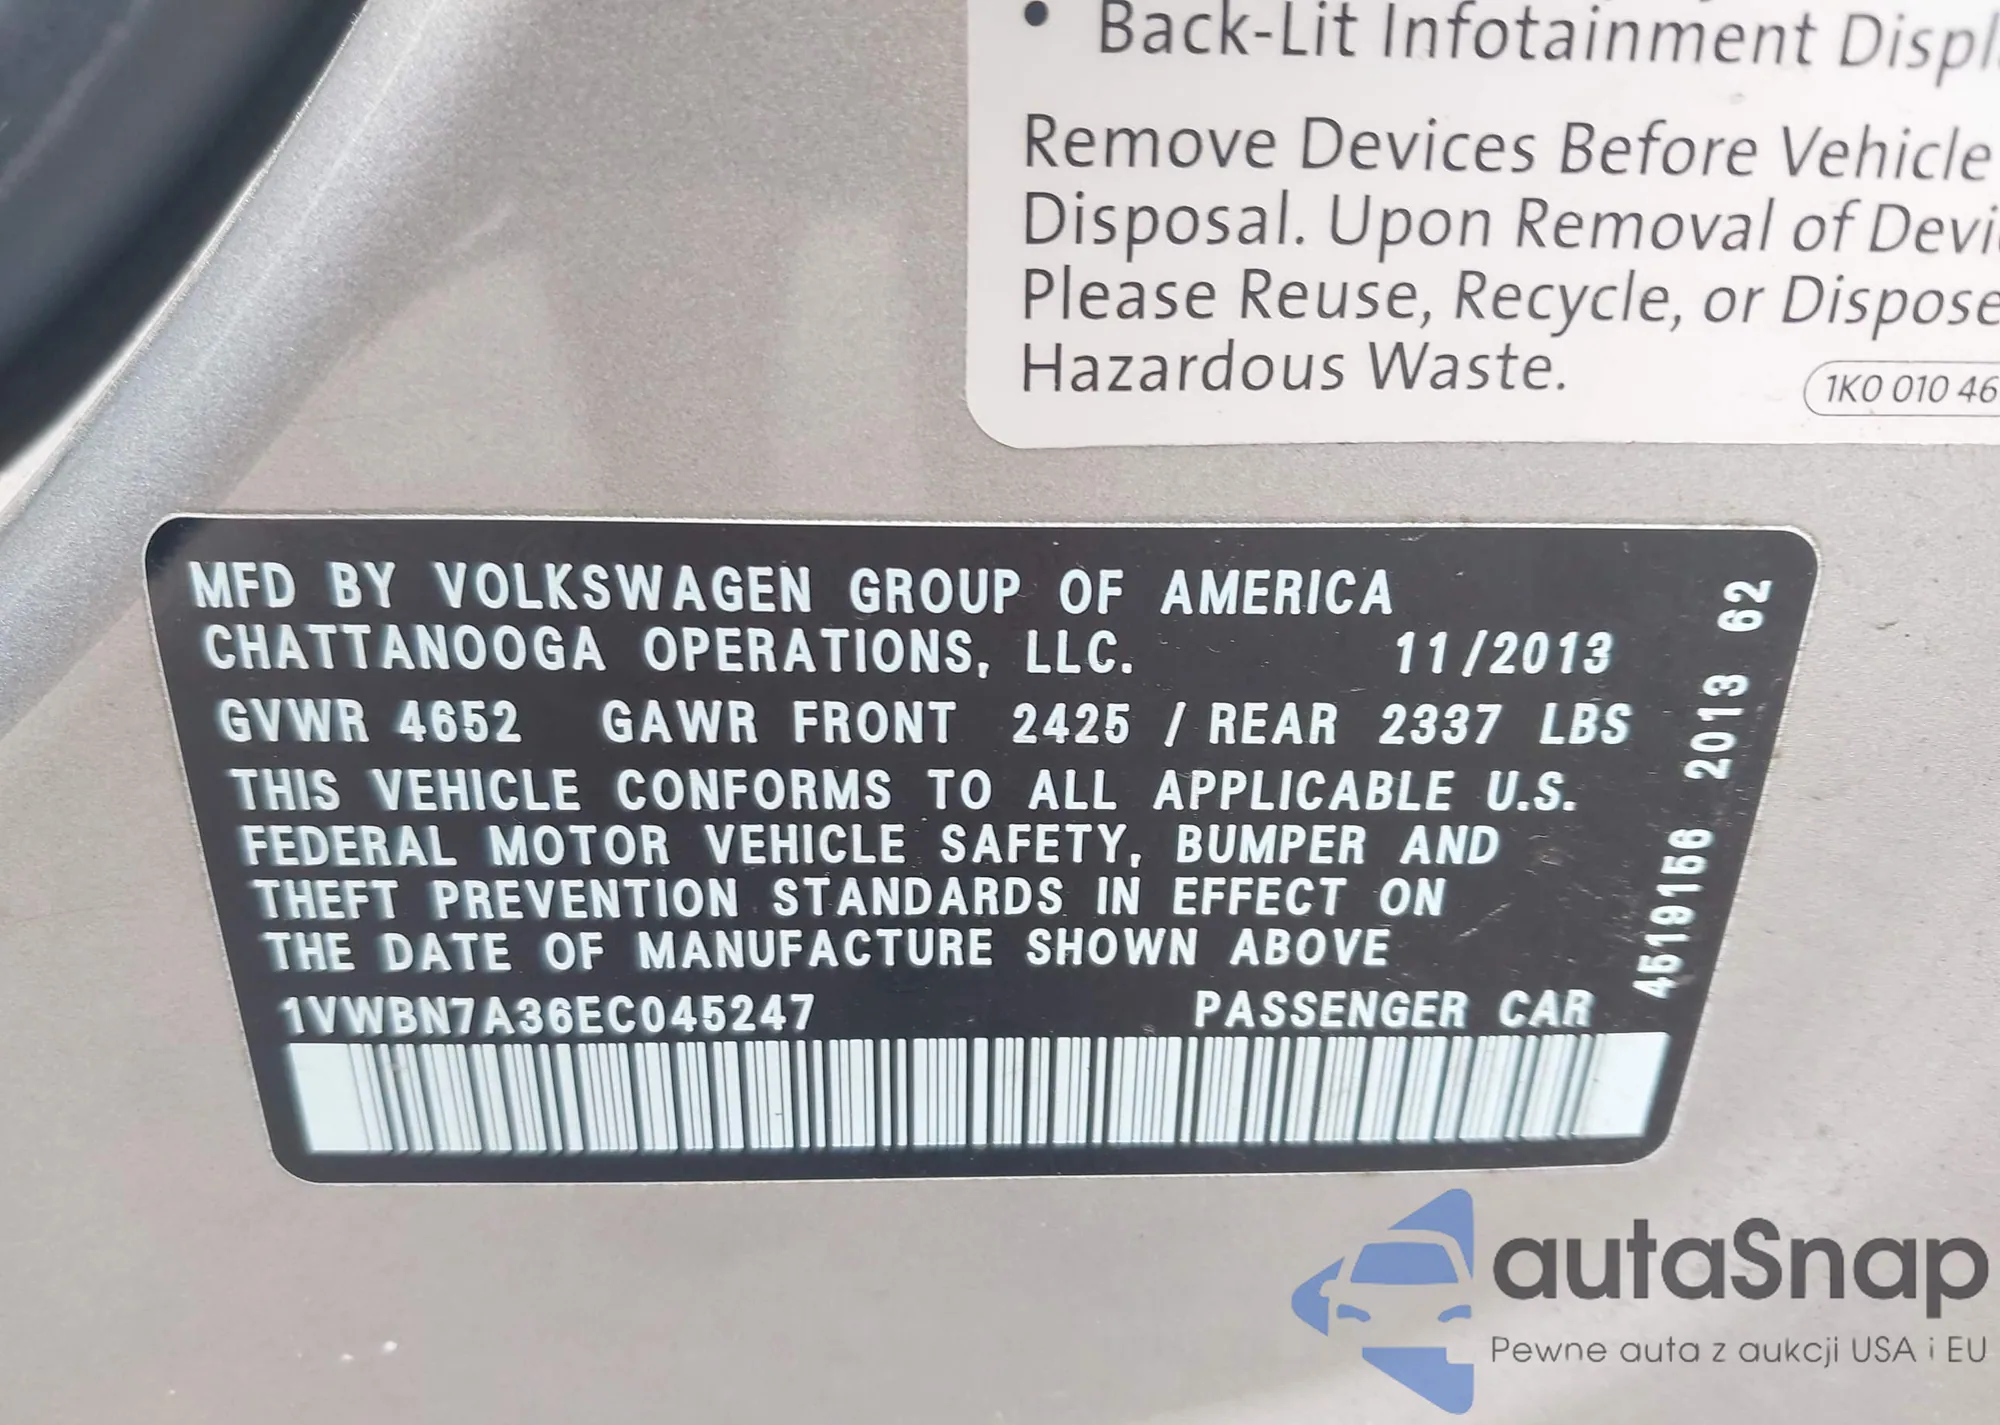 • Back-Lit Infotainment Displ
Remove Devices Before Vehicle
Disposal. Upon Removal of Devi
Please Reuse, Recycle, or Dispose
Hazardous Waste.
1K0 010 46
MFD BY VOLKSWAGEN GROUP OF AMERICA
CHATTANOOGA OPERATIONS, LLC. 11/2013
GVWR 4652 GAWR FRONT 2425 / REAR 2337 LBS
THIS VEHICLE CONFORMS TO ALL APPLICABLE U.S.
FEDERAL MOTOR VEHICLE SAFETY, BUMPER AND
THEFT PREVENTION STANDARDS IN EFFECT ON
THE DATE OF MANUFACTURE SHOWN ABOVE
1VWBN7A36EC045247 PASSENGER CAR
4519156 2013 62
autaSnap
Pewne auta z aukcji USA i EU